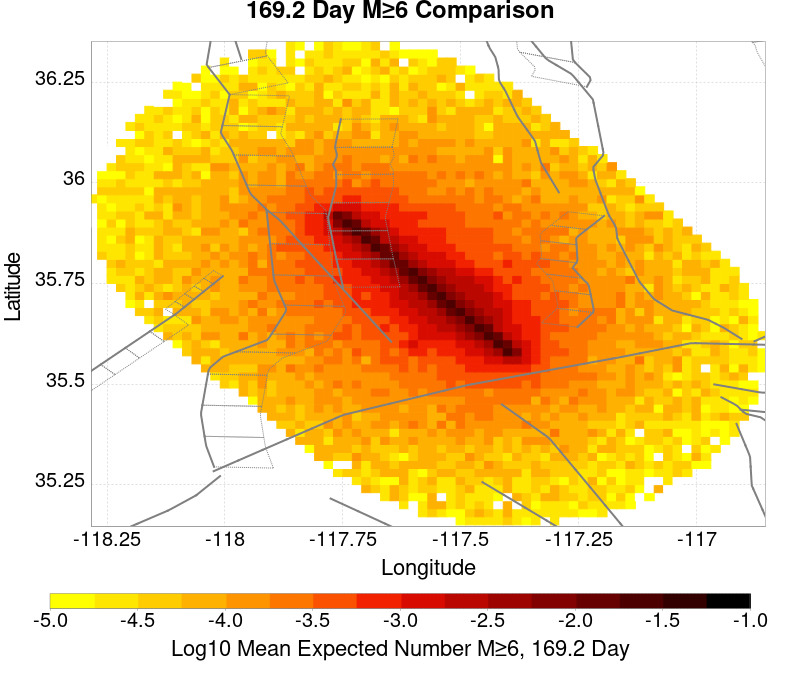 169.2 Day M≥6 Comparison
36.25
36
35.75
35.5
35.25
Latitude
-118.25 -118 -117.75 -117.5 -117.25 -117
Longitude
-5.0 -4.5 -4.0 -3.5 -3.0 -2.5 -2.0 -1.5 -1.0
Log10 Mean Expected Number M≥6, 169.2 Day